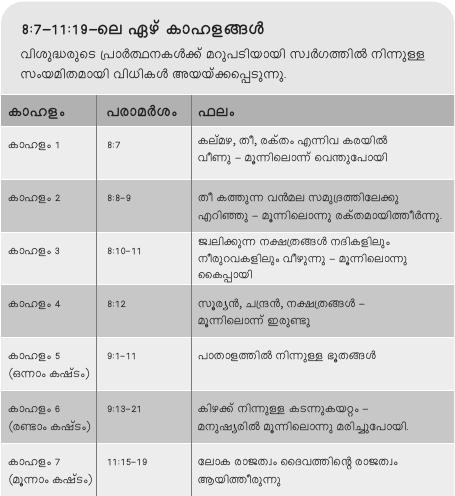 8:7–11:19–ലെ ഏഴ് കാഹളങ്ങൾ
വിശുദ്ധരുടെ പ്രാർത്ഥനകൾക്ക് മറുപടിയായി സ്വർഗത്തിൽ നിന്നുള്ള
സംയമിതമായി വിധികൾ അയയ്ക്കപ്പെടുന്നു.
കാഹളം പരാമർശം ഫലം
കാഹളം 1 8:7 കല്മഴ, തീ, രക്തം എന്നിവ കരയിൽ
വീണു – മൂന്നിലൊന്ന് വെന്തുപോയി
കാഹളം 2 8:8–9 തീ കത്തുന്ന വൻമല സമുദ്രത്തിലേക്കു
എറിഞ്ഞു – മൂന്നിലൊന്നു രക്തമായിത്തീർന്നു.
കാഹളം 3 8:10–11 ജ്വലിക്കുന്ന നക്ഷത്രങ്ങൾ നദികളിലും
നീരുറവകളിലും വീഴുന്നു – മൂന്നിലൊന്നു
കൈപ്പായി
കാഹളം 4 8:12 സൂര്യൻ, ചന്ദ്രൻ, നക്ഷത്രങ്ങൾ –
മൂന്നിലൊന്ന് ഇരുണ്ടു
കാഹളം 5 9:1–11 പാതാളത്തിൽ നിന്നുള്ള ഭൂതങ്ങൾ
(ഒന്നാം കഷ്ടം)
കാഹളം 6 9:13–21 കിഴക്ക് നിന്നുള്ള കടന്നുകയറ്റം –
(രണ്ടാം കഷ്ടം) മനുഷ്യരിൽ മൂന്നിലൊന്നു മരിച്ചുപോയി.
കാഹളം 7 11:15–19 ലോക രാജത്വം ദൈവത്തിന്റെ രാജത്വം
(മൂന്നാം കഷ്ടം) ആയിത്തീരുന്നു